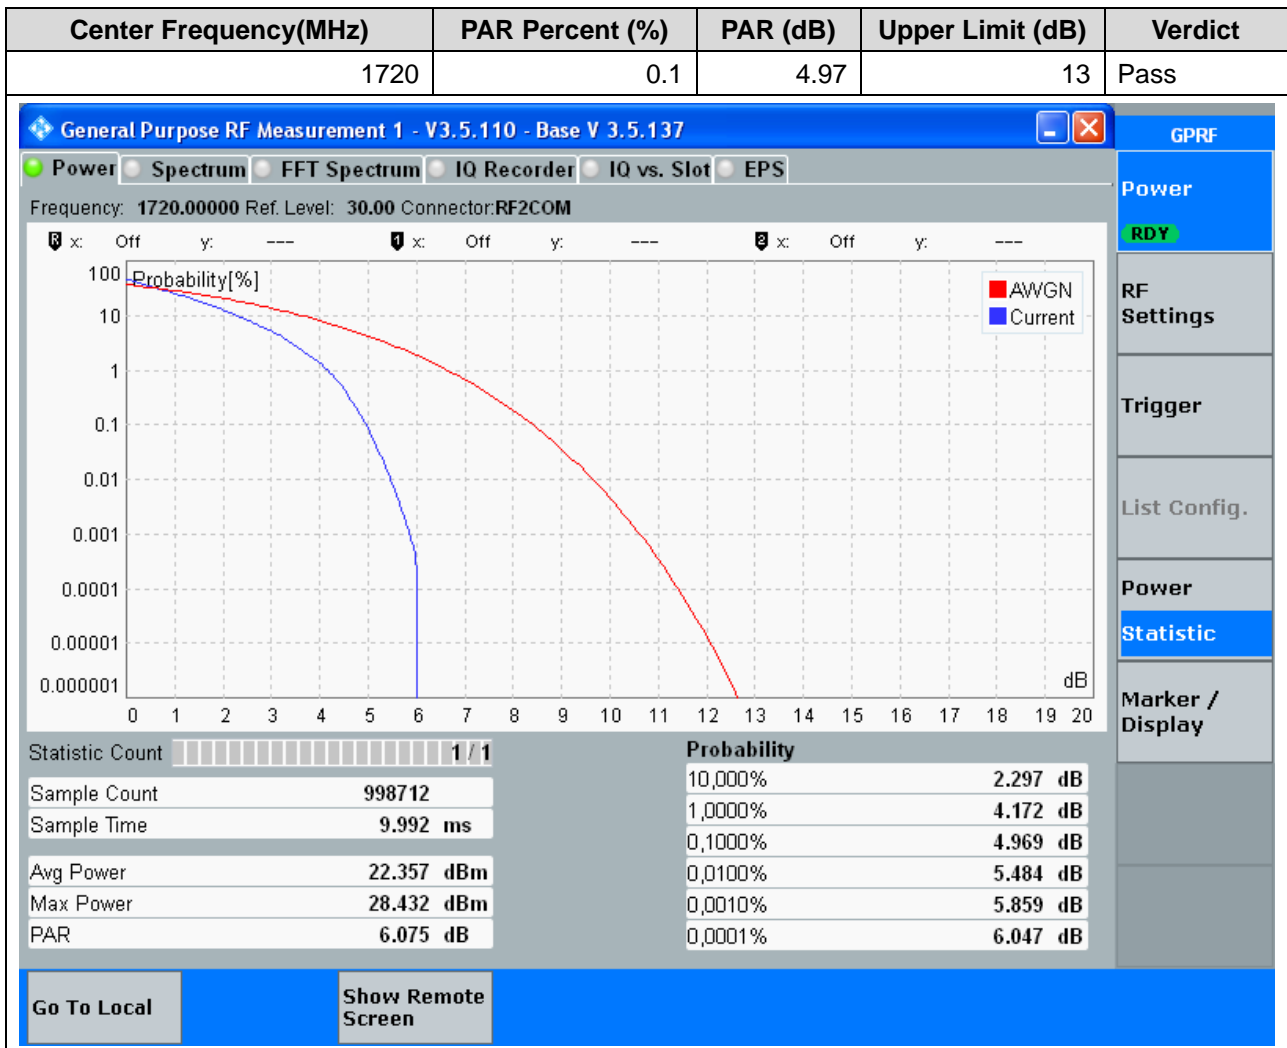 Center Frequency(MHz) PAR Percent (%) PAR (dB) Upper Limit (dB) Verdict
1720 0.1 4.97 13 Pass
General Purpose RF Measurement 1 - V3.5.110 - Base V 3.5.137
GPRF
Power Spectrum FFT Spectrum IQ Recorder IQ vs. Slot EPS
Frequency: 1720.00000 Ref. Level: 30.00 Connector:RF2COM
R x: Off y: --- 1 x: Off y: --- 2 x: Off y: ---
Probability[%]
AWGN
Current
100
10
1
0.1
0.01
0.001
0.0001
0.00001
0.000001
dB
0 1 2 3 4 5 6 7 8 9 10 11 12 13 14 15 16 17 18 19 20
Statistic Count 1 / 1
Sample Count 998712
Sample Time 9.992 ms
Avg Power 22.357 dBm
Max Power 28.432 dBm
PAR 6.075 dB
Probability
10,000% 2.297 dB
1,0000% 4.172 dB
0,1000% 4.969 dB
0,0100% 5.484 dB
0,0010% 5.859 dB
0,0001% 6.047 dB
Power
RDY
RF
Settings
Trigger
List Config.
Power
Statistic
Marker /
Display
Go To Local
Show Remote
Screen